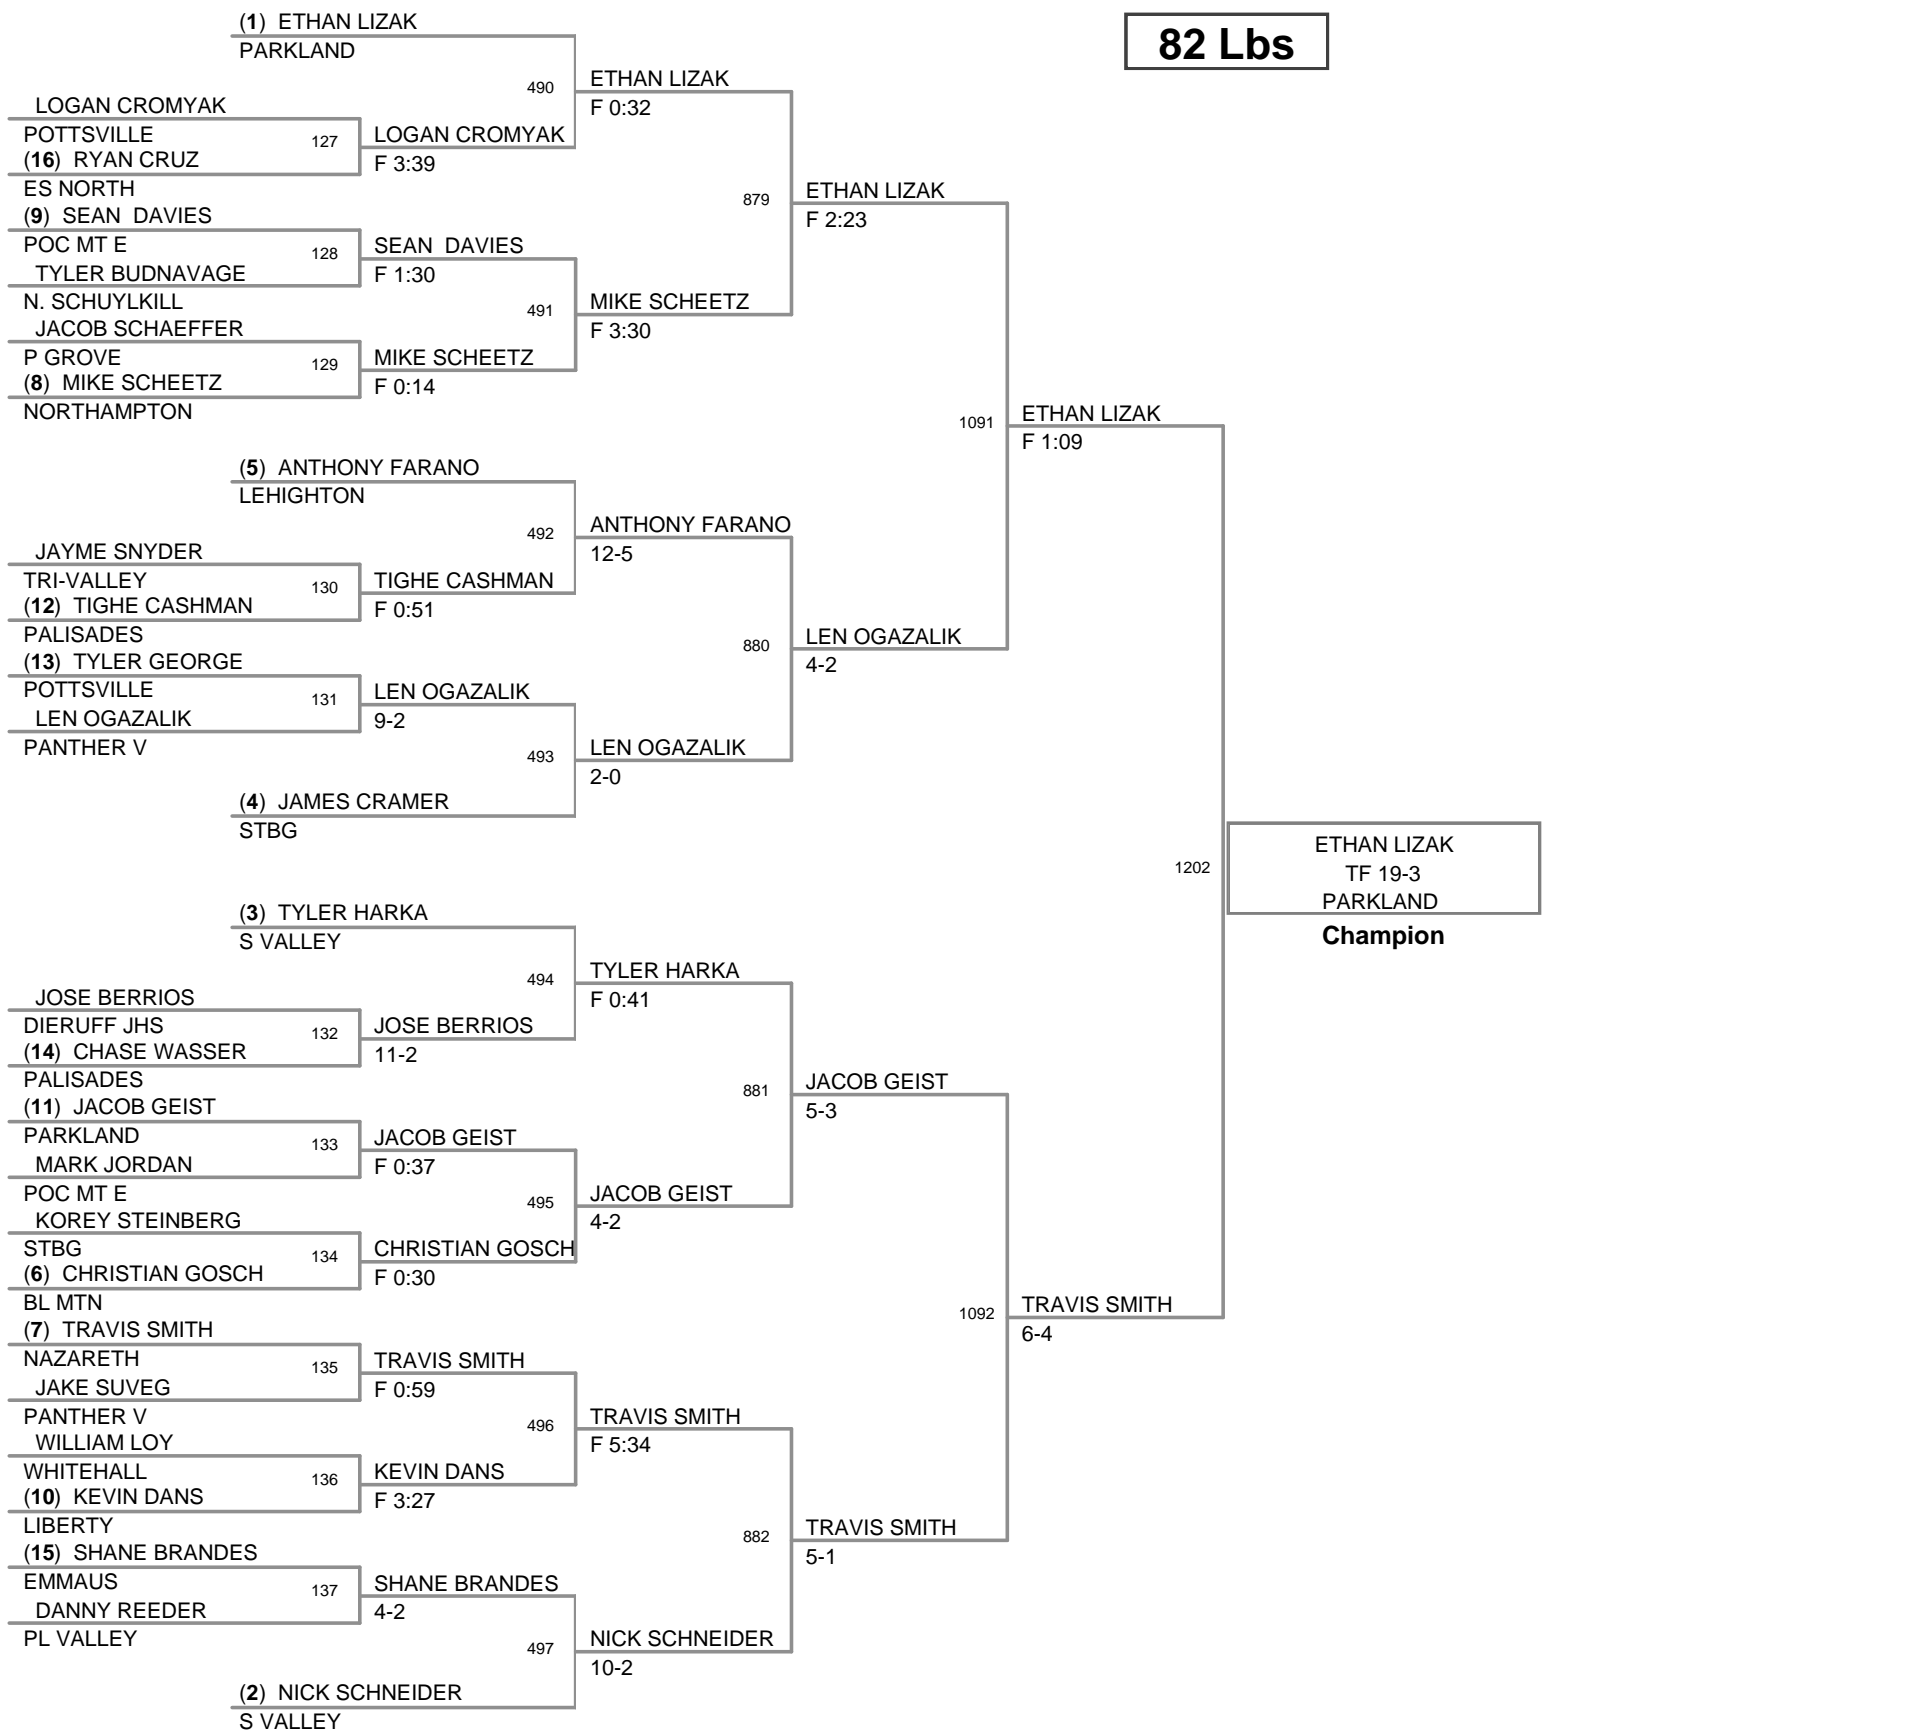 (1) ETHAN LIZAK
PARKLAND
82 Lbs
490
ETHAN LIZAK
F 0:32
LOGAN CROMYAK
POTTSVILLE
127
LOGAN CROMYAK
F 3:39
(16) RYAN CRUZ
ES NORTH
879
ETHAN LIZAK
F 2:23
(9) SEAN DAVIES
POC MT E
128
SEAN DAVIES
F 1:30
TYLER BUDNAVAGE
N. SCHUYLKILL
491
MIKE SCHEETZ
F 3:30
JACOB SCHAEFFER
P GROVE
129
MIKE SCHEETZ
F 0:14
(8) MIKE SCHEETZ
NORTHAMPTON
1091
ETHAN LIZAK
F 1:09
(5) ANTHONY FARANO
LEHIGHTON
492
ANTHONY FARANO
12-5
JAYME SNYDER
TRI-VALLEY
130
TIGHE CASHMAN
F 0:51
(12) TIGHE CASHMAN
PALISADES
880
LEN OGAZALIK
4-2
(13) TYLER GEORGE
POTTSVILLE
131
LEN OGAZALIK
9-2
LEN OGAZALIK
PANTHER V
493
LEN OGAZALIK
2-0
(4) JAMES CRAMER
STBG
1202
ETHAN LIZAK
TF 19-3
PARKLAND
Champion
(3) TYLER HARKA
S VALLEY
494
TYLER HARKA
F 0:41
JOSE BERRIOS
DIERUFF JHS
132
JOSE BERRIOS
11-2
(14) CHASE WASSER
PALISADES
881
JACOB GEIST
5-3
(11) JACOB GEIST
PARKLAND
133
JACOB GEIST
F 0:37
MARK JORDAN
POC MT E
495
JACOB GEIST
4-2
KOREY STEINBERG
STBG
134
CHRISTIAN GOSCH
F 0:30
(6) CHRISTIAN GOSCH
BL MTN
1092
TRAVIS SMITH
6-4
(7) TRAVIS SMITH
NAZARETH
135
TRAVIS SMITH
F 0:59
JAKE SUVEG
PANTHER V
496
TRAVIS SMITH
F 5:34
WILLIAM LOY
WHITEHALL
136
KEVIN DANS
F 3:27
(10) KEVIN DANS
LIBERTY
882
TRAVIS SMITH
5-1
(15) SHANE BRANDES
EMMAUS
137
SHANE BRANDES
4-2
DANNY REEDER
PL VALLEY
497
NICK SCHNEIDER
10-2
(2) NICK SCHNEIDER
S VALLEY